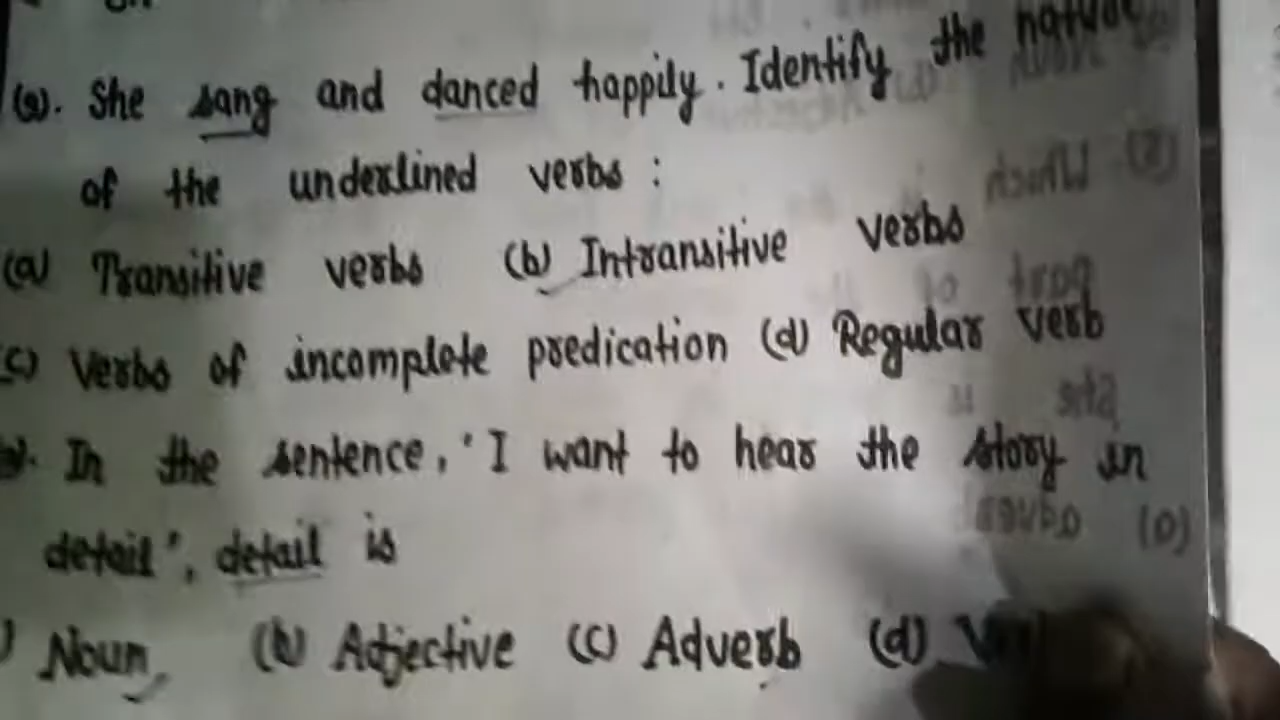 (9). She sang and danced happily. Identify the nature
of the underlined verbs :
(a) Transitive verbs (b) Intransitive verbs
(c) Verbs of incomplete predication (d) Regular verb
In the sentence, 'I want to hear the story in
detail', detail is
Noun (b) Adjective (c) Adverb (d)